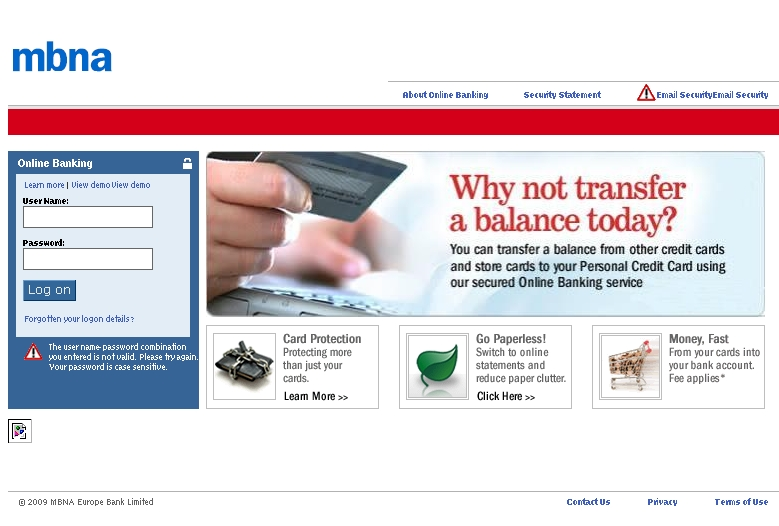 mbna
About Online Banking
Security Statement
Email SecurityEmail Security
Online Banking
Learn more | View demoView demo
User Name:
Password:
Log on
Forgotten your logon details?
The user name-password combination
you entered is not valid. Please try again.
Your password is case sensitive.
Why not transfer
a balance today?
You can transfer a balance from other credit cards
and store cards to your Personal Credit Card using
our secured Online Banking service
Card Protection
Protecting more
than just your
cards.
Learn More >>
Go Paperless!
Switch to online
statements and
reduce paper clutter.
Click Here >>
Money, Fast
From your cards into
your bank account.
Fee applies*
© 2009 MBNA Europe Bank Limited
Contact Us
Privacy
Terms of Use